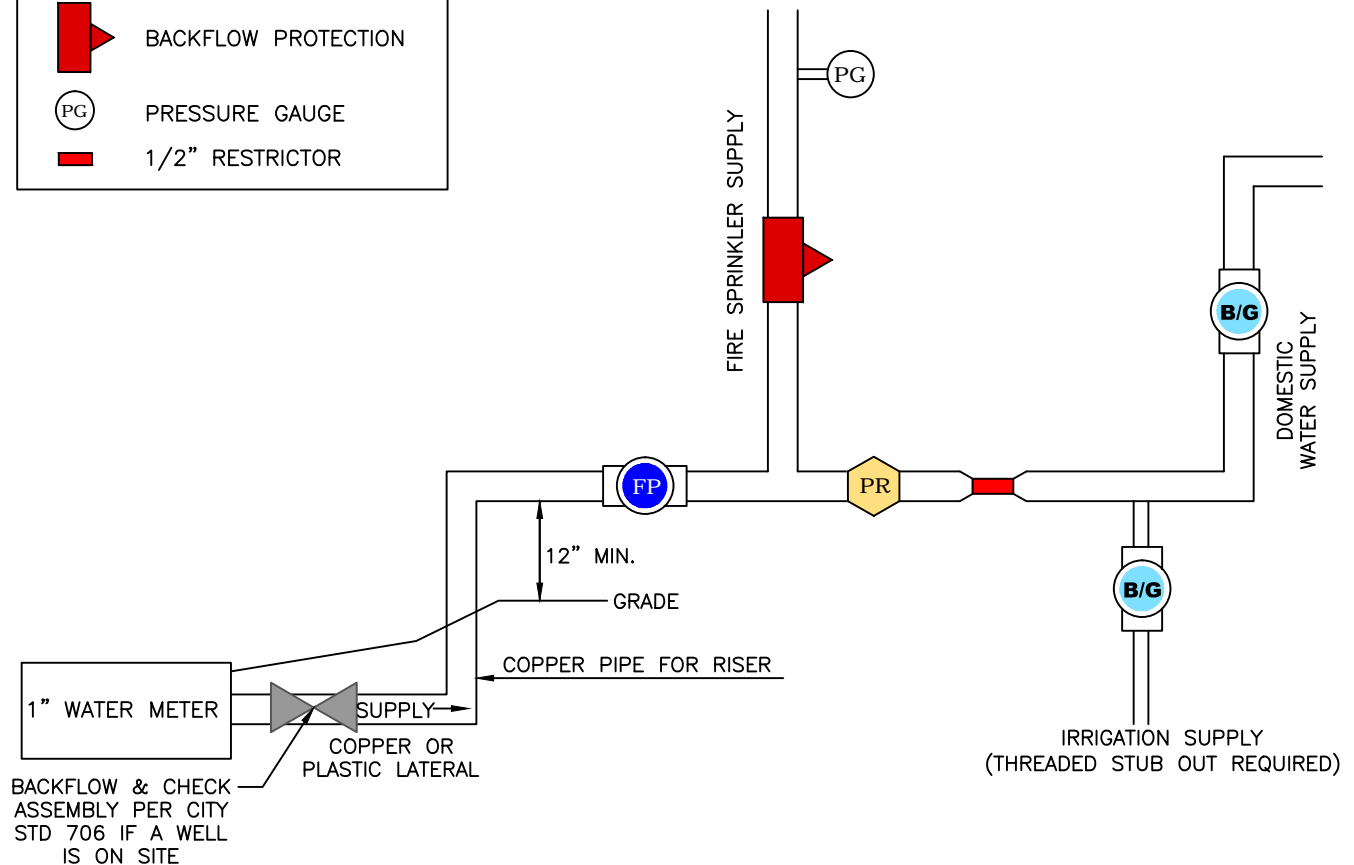 BACKFLOW PROTECTION
PG
PRESSURE GAUGE
1/2” RESTRICTOR
PG
FIRE SPRINKLER SUPPLY
B/G
DOMESTIC
WATER SUPPLY
FP
PR
12” MIN.
GRADE
B/G
COPPER PIPE FOR RISER
1” WATER METER
SUPPLY
COPPER OR
PLASTIC LATERAL
IRRIGATION SUPPLY
(THREADED STUB OUT REQUIRED)
BACKFLOW & CHECK
ASSEMBLY PER CITY
STD 706 IF A WELL
IS ON SITE